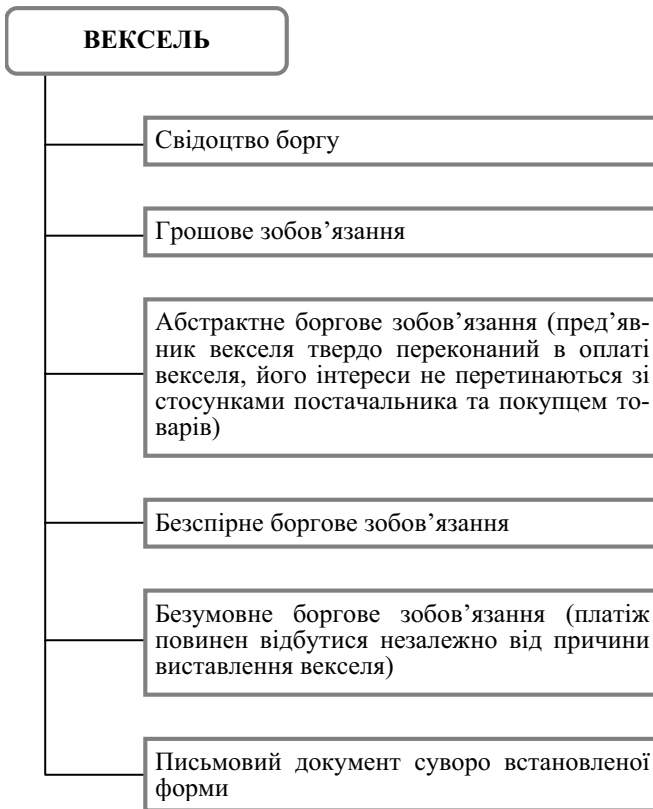 ВЕКСЕЛЬ
Свідоцтво боргу
Грошове зобов’язання
Абстрактне боргове зобов’язання (пред’яв-
ник векселя твердо переконаний в оплаті
векселя, його інтереси не перетинаються зі
стосунками постачальника та покупцем то-
варів)
Безспірне боргове зобов’язання
Безумовне боргове зобов’язання (платіж
повинен відбутися незалежно від причини
виставлення векселя)
Письмовий документ суворо встановленої
форми